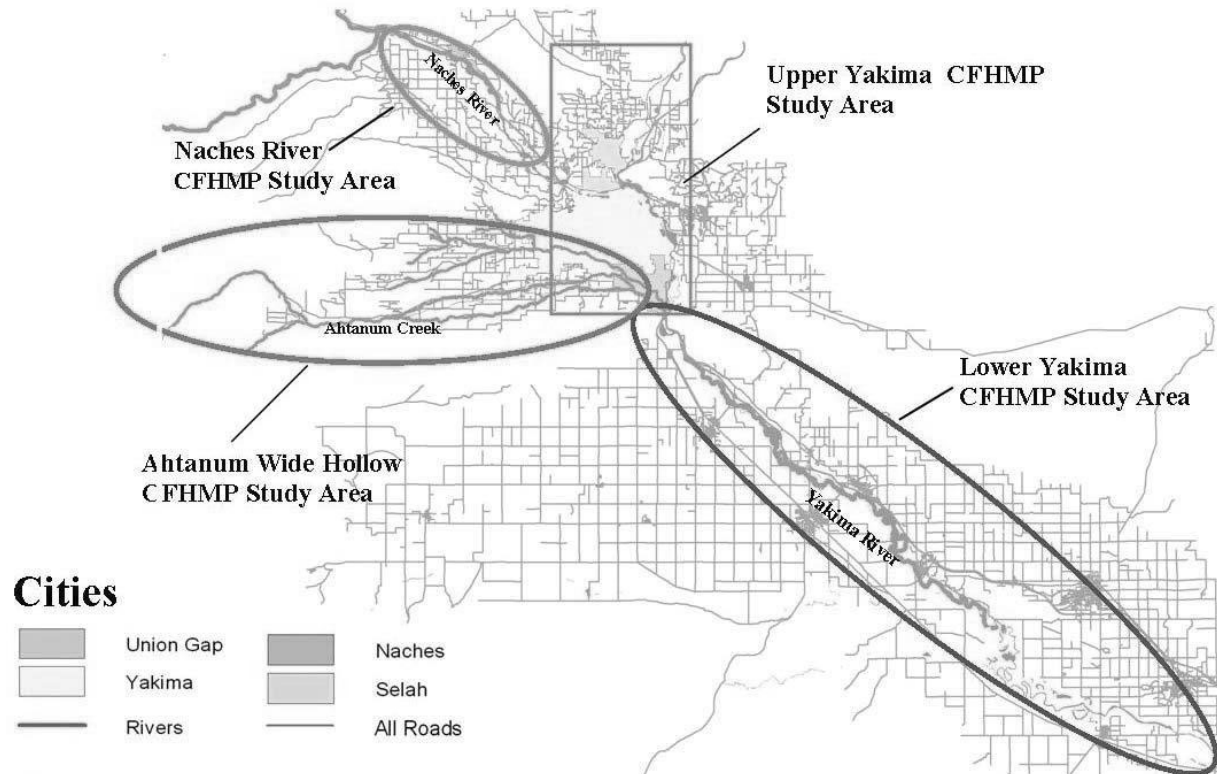 Naches River
Upper Yakima CFHMP
Study Area
Naches River
CFHMP Study Area
Ahtanum Creek
Lower Yakima
CFHMP Study Area
Ahtanum Wide Hollow
CFHMP Study Area
Yakima River
Cities
Union Gap
Naches
Yakima
Selah
Rivers
All Roads